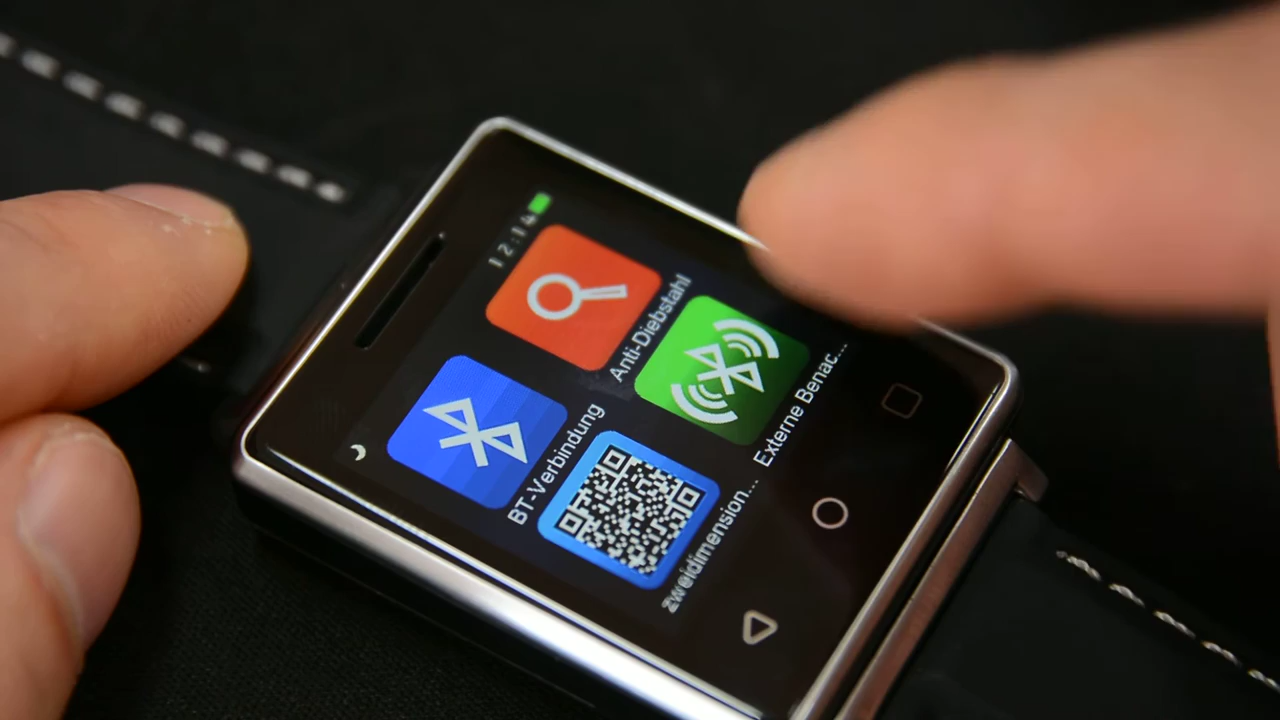 12:14
BT-Verbindung
Anti-Diebstahl
zweidimension...
Externe Benac...